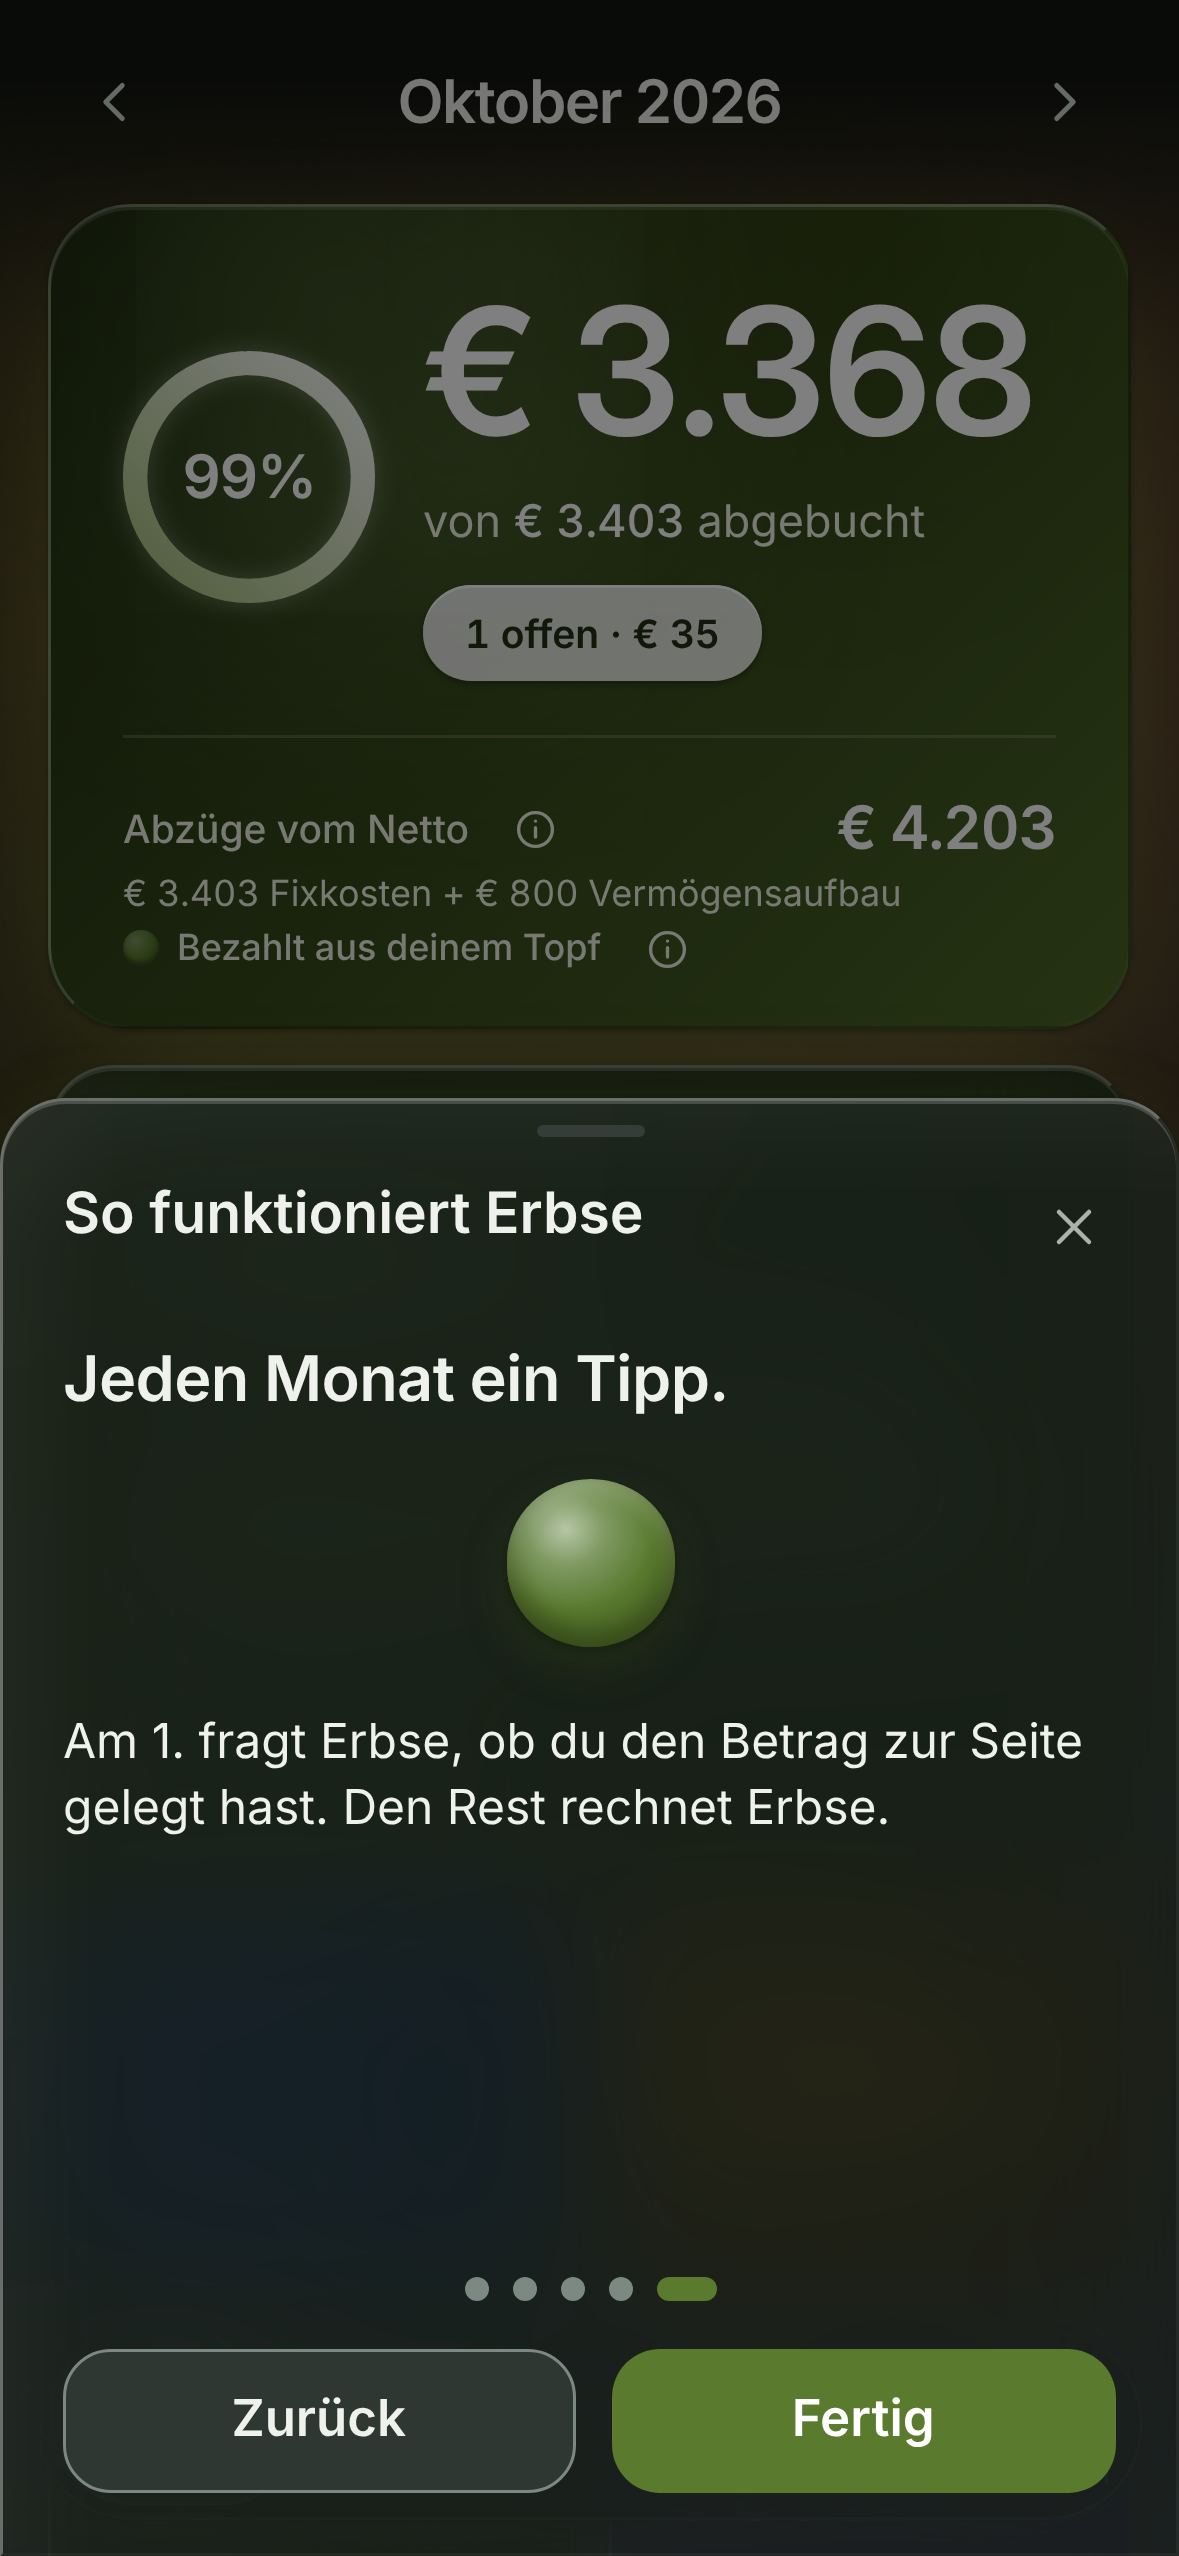 Oktober 2026
€ 3.368
99%
von € 3.403 abgebucht
1 offen · € 35
Abzüge vom Netto
€ 4.203
€ 3.403 Fixkosten + € 800 Vermögensaufbau
Bezahlt aus deinem Topf
So funktioniert Erbse
Jeden Monat ein Tipp.
Am 1. fragt Erbse, ob du den Betrag zur Seite
gelegt hast. Den Rest rechnet Erbse.
Zurück
Fertig